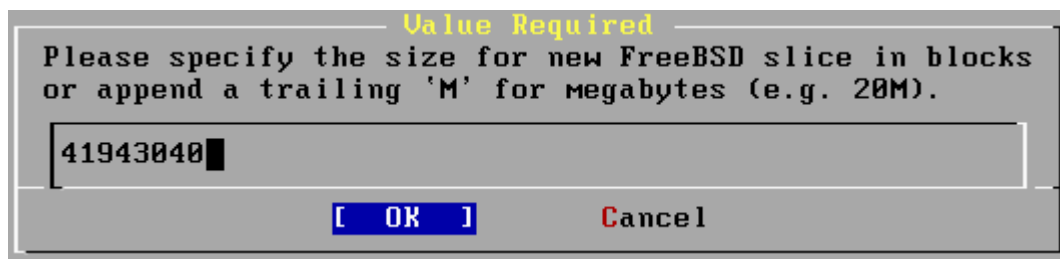 Value Required
Please specify the size for new FreeBSD slice in blocks
or append a trailing 'M' for megabytes (e.g. 20M).
41943040
[ OK ] Cancel